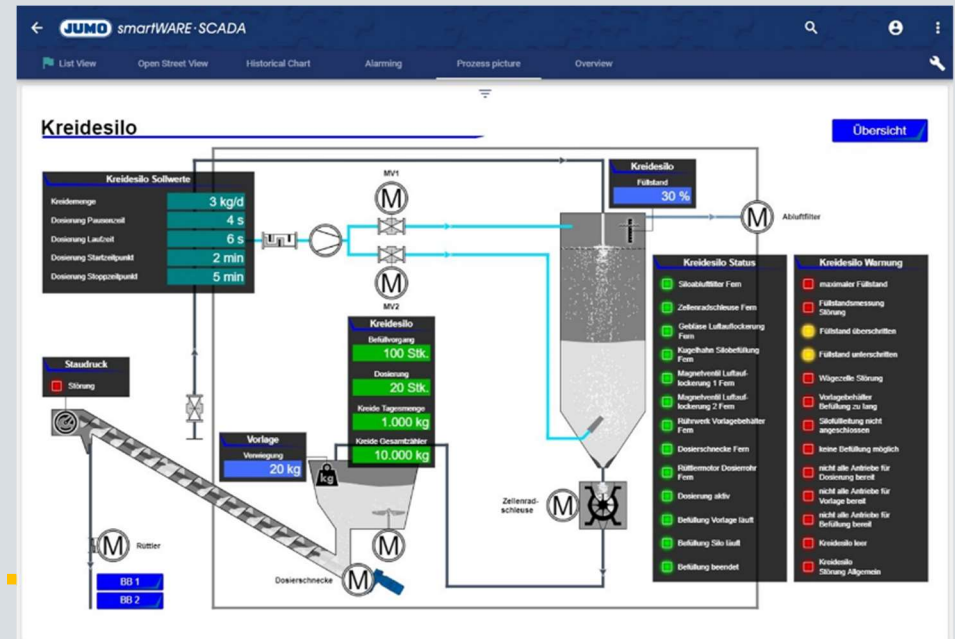 JUMO smartWARE·SCADA
List View
Open Street View
Historical Chart
Alarming
Prozess picture
Overview
Kreidesilo
Übersicht
Kreidesilo Sollwerte
Kreidemenge 3 kg/d
Dosierung Pausenzeit 4 s
Dosierung Laufzeit 6 s
Dosierung Startzeitpunkt 2 min
Dosierung Stoppzeitpunkt 5 min
MV1
M
M
MV2
Kreidesilo
Füllstand
30 %
M
Abluftfilter
Kreidesilo
Befüllvorgang
100 Stk.
Dosierung
20 Stk.
Kreide Tagesmenge
1.000 kg
Kreide Gesamtzähler
10.000 kg
Staudruck
Störung
Vorlage
Verwiegung
20 kg
kg
M
Rüttler
BB 1
BB 2
Dosierschnecke
M
M
Zellenrad-
schleuse
M
Kreidesilo Status
Siloabluftfilter Fern
Zellenradschleuse Fern
Gebläse Luftauflockerung
Fern
Kugelhahn Silobefüllung
Fern
Magnetventil Luftauf-
lockerung 1 Fern
Magnetventil Luftauf-
lockerung 2 Fern
Rührwerk Vorlagebehälter
Fern
Dosierschnecke Fern
Rüttlermotor Dosierrohr
Fern
Dosierung aktiv
Befüllung Vorlage läuft
Befüllung Silo läuft
Befüllung beendet
Kreidesilo Warnung
maximaler Füllstand
Füllstandsmessung
Störung
Füllstand überschritten
Füllstand unterschritten
Wägezelle Störung
Vorlagebehälter
Befüllung zu lang
Silofülleitung nicht
angeschlossen
keine Befüllung möglich
nicht alle Antriebe für
Dosierung bereit
nicht alle Antriebe für
Vorlage bereit
nicht alle Antriebe für
Befüllung bereit
Kreidesilo leer
Kreidesilo
Störung Allgemein